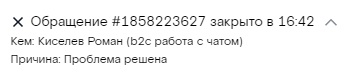 Обращение #1858223627 закрыто в 16:42
Кем: Киселев Роман (b2c работа с чатом)
Причина: Проблема решена